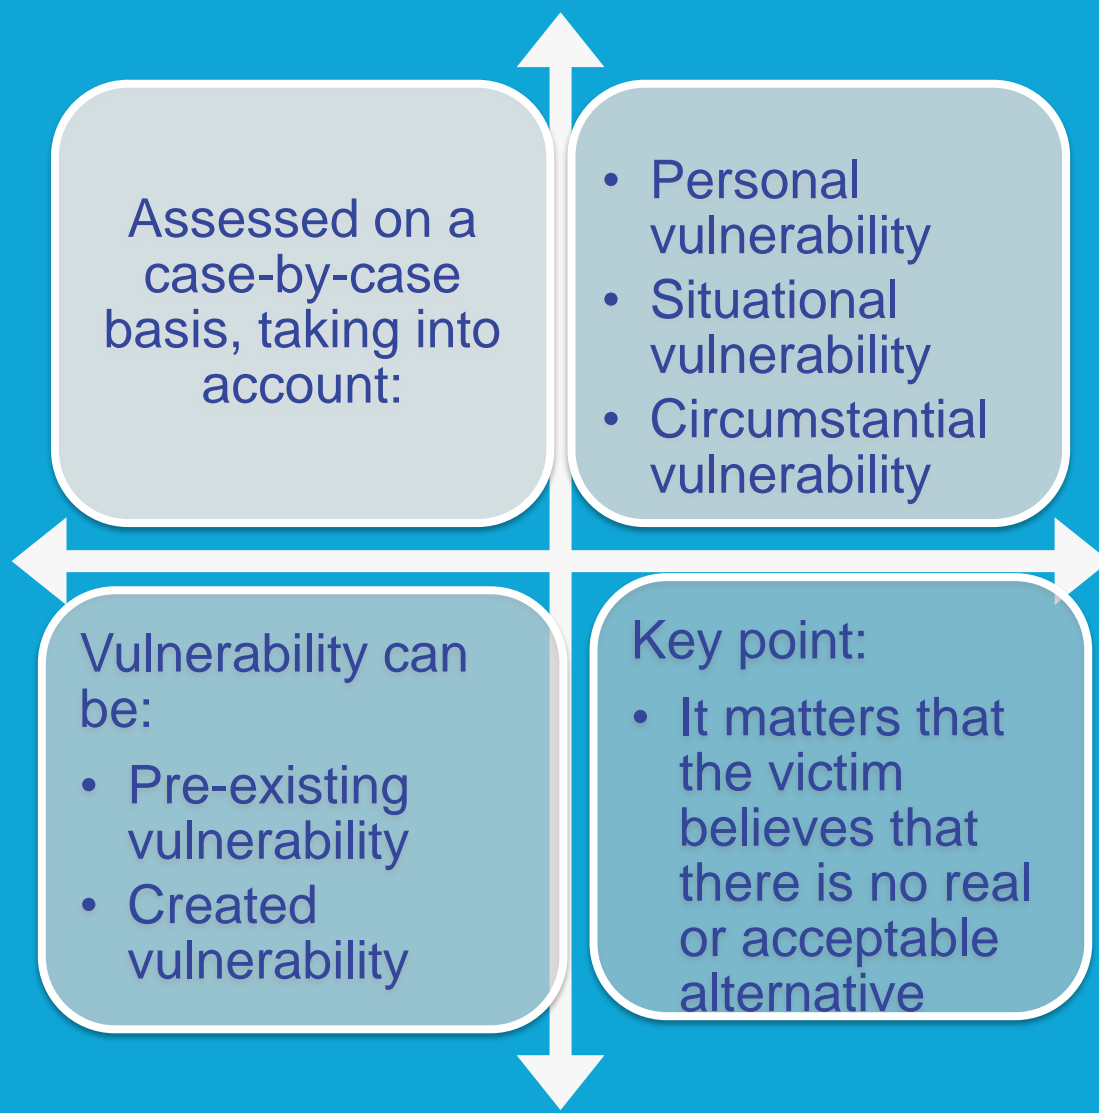 Assessed on a
case-by-case
basis, taking into
account:
• Personal
vulnerability
• Situational
vulnerability
• Circumstantial
vulnerability
Vulnerability can
be:
• Pre-existing
vulnerability
• Created
vulnerability
Key point:
• It matters that
the victim
believes that
there is no real
or acceptable
alternative